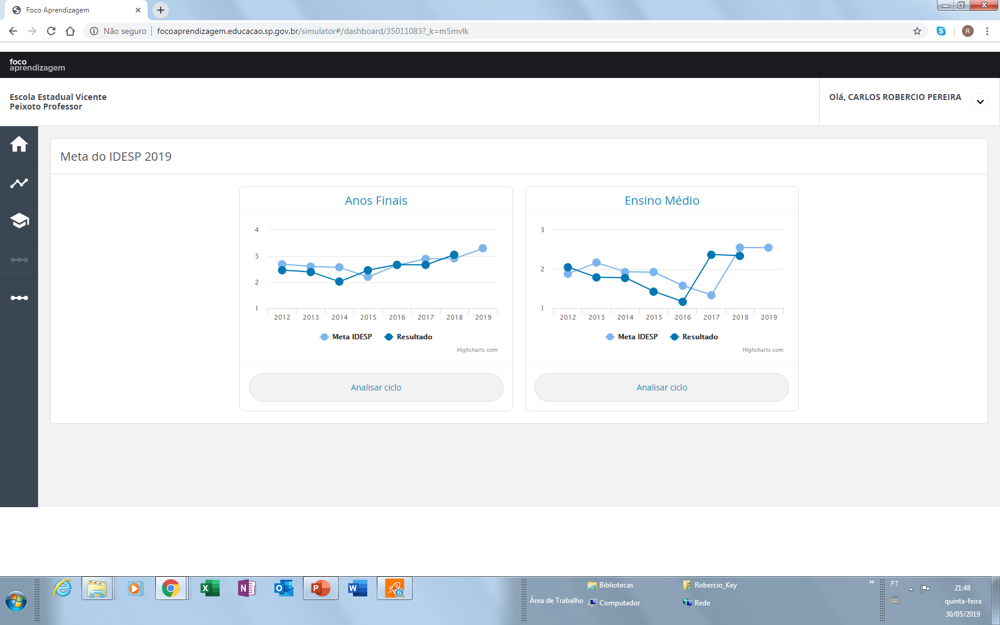 Foco Aprendizagem
Não seguro
focoaprendizagem.educacao.sp.gov.br/simulator#/dashboard/35011083?_k=m5mvlk
R
foco
aprendizagem
Escola Estadual Vicente
Peixoto Professor
Olá, CARLOS ROBERCIO PEREIRA
Meta do IDESP 2019
Anos Finais
4
3
2
1
2012 2013 2014 2015 2016 2017 2018 2019
Meta IDESP Resultado
Highcharts.com
Analisar ciclo
Ensino Médio
3
2
1
2012 2013 2014 2015 2016 2017 2018 2019
Meta IDESP Resultado
Highcharts.com
Analisar ciclo
6
Área de Trabalho
Bibliotecas
Computador
Robercio_Key
Rede
PT
21:48
quinta-feira
30/05/2019